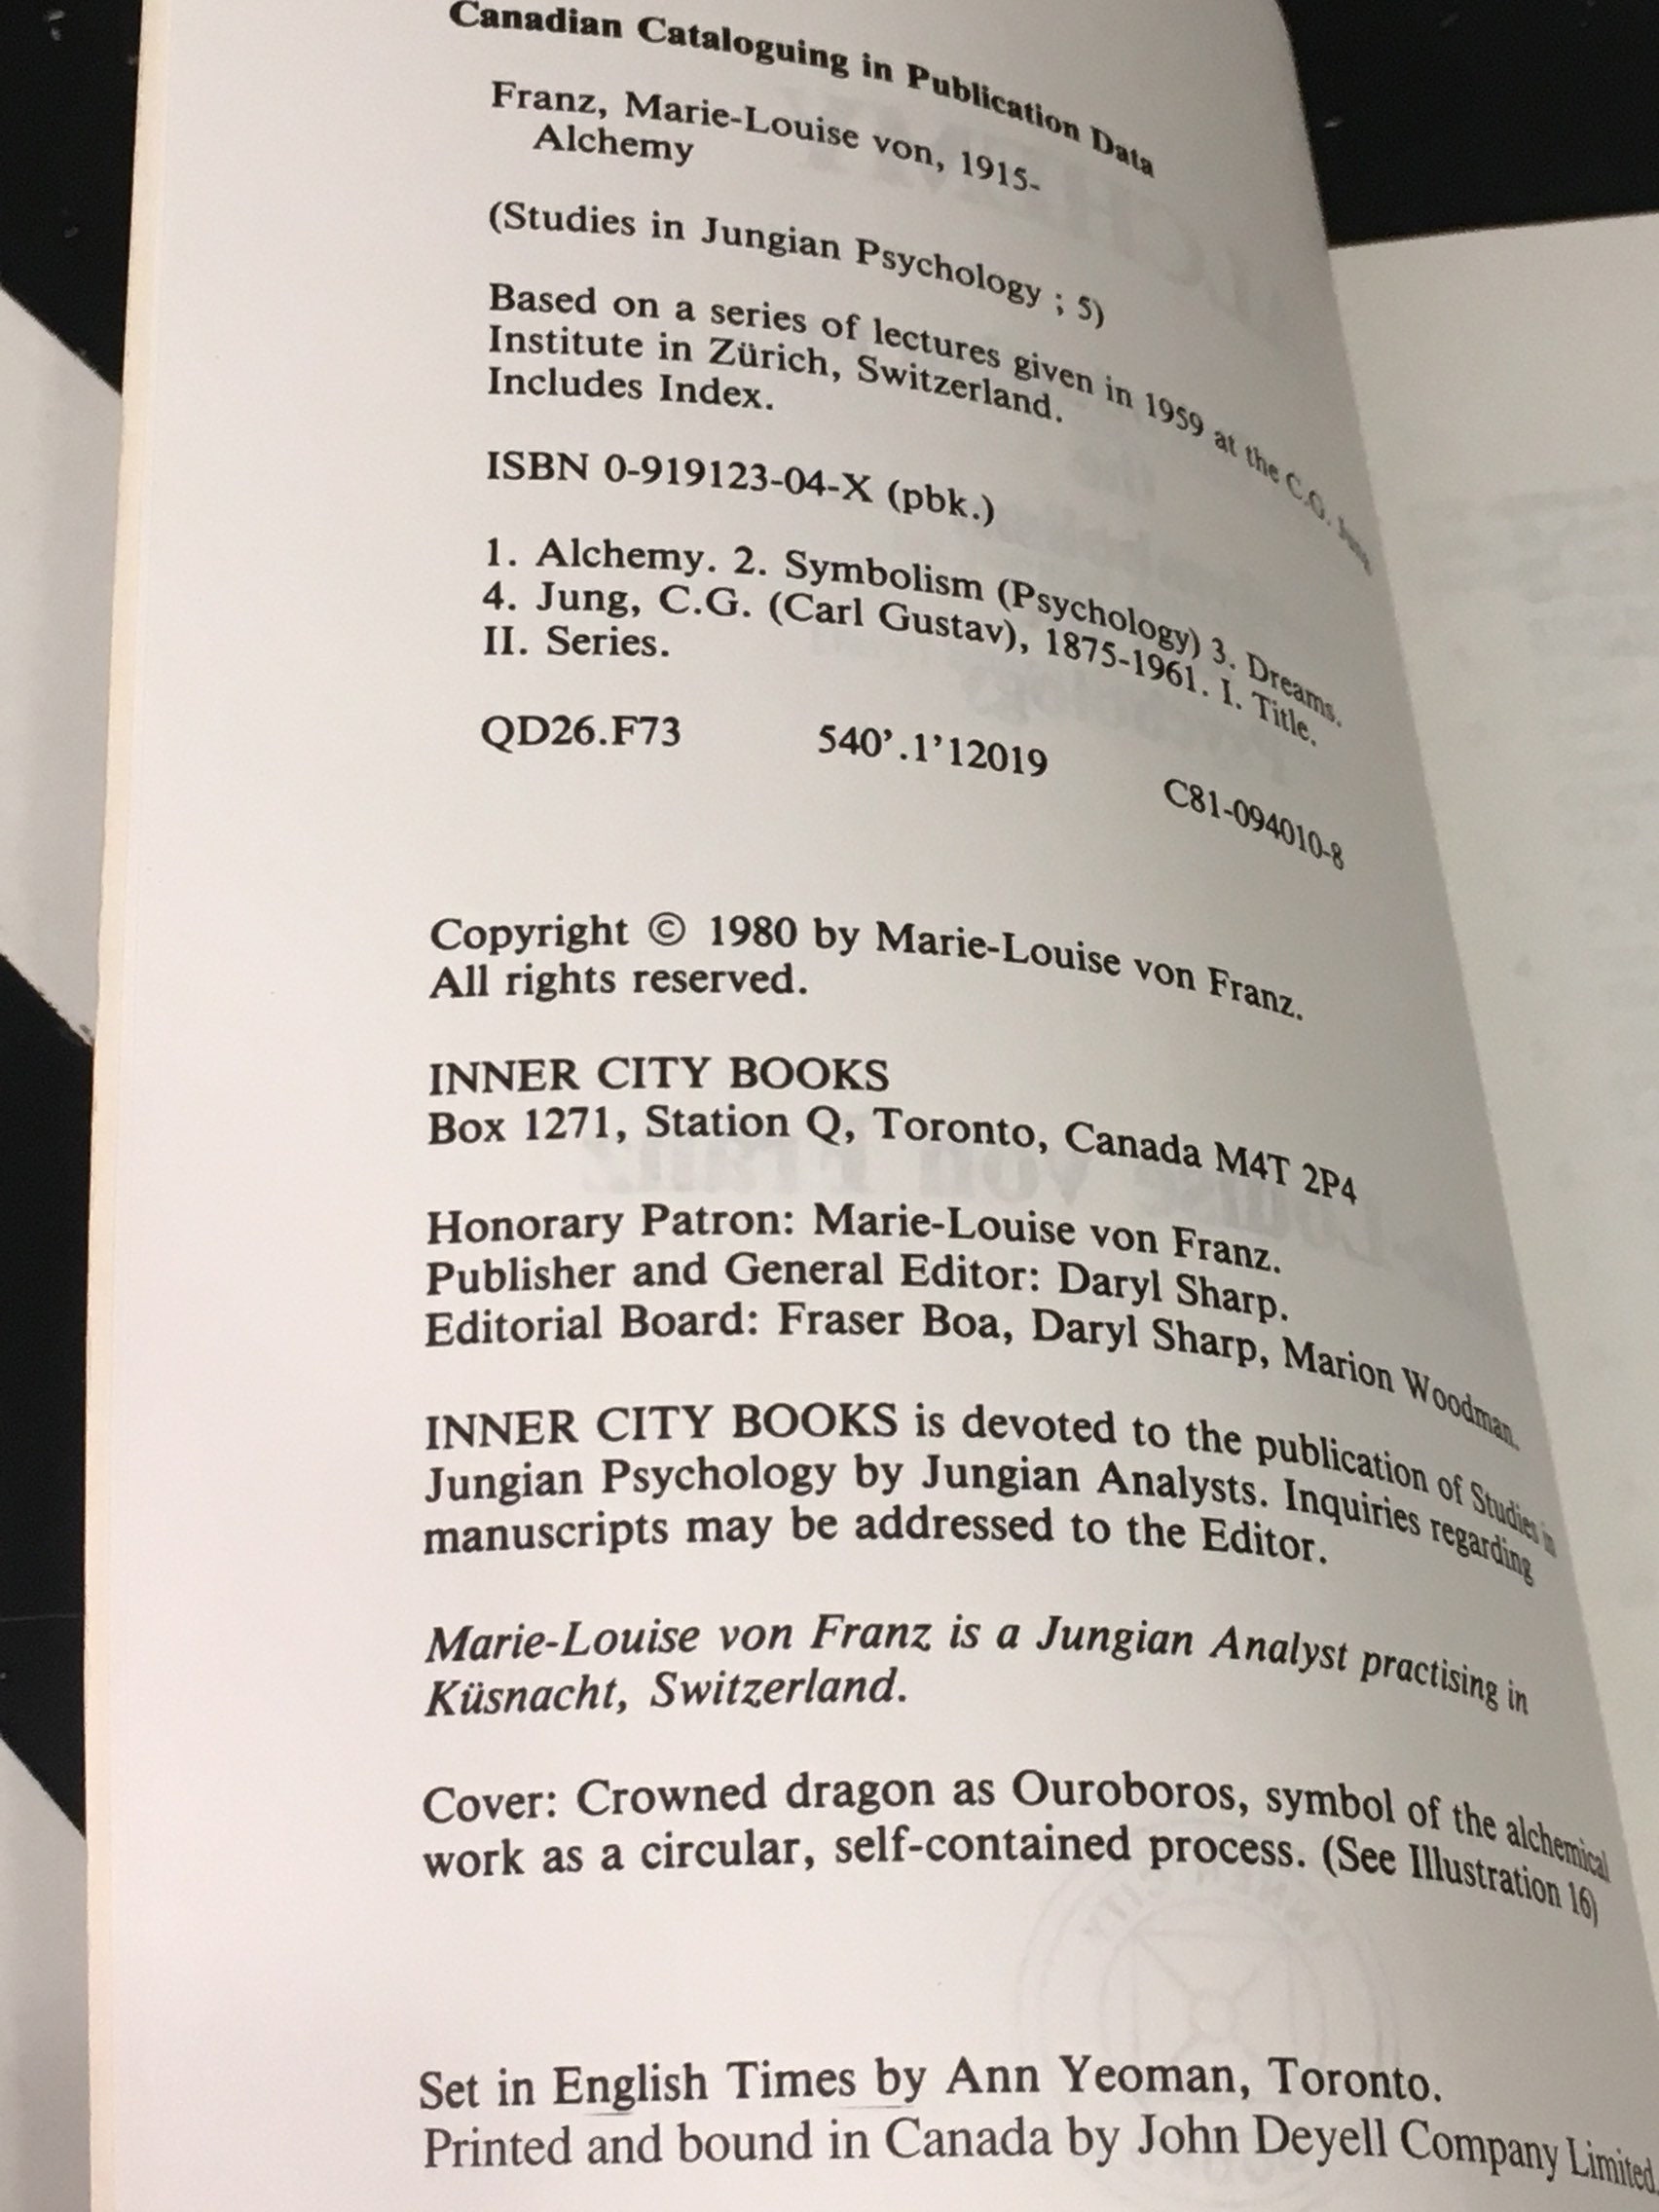 Canadian Cataloguing in Publication Data
Franz, Marie-Louise von, 1915-
Alchemy
(Studies in Jungian Psychology ; 5)
Based on a series of lectures given in 1959 at the C.G. Jung
Institute in Zürich, Switzerland.
Includes Index.
ISBN 0-919123-04-X (pbk.)
1. Alchemy. 2. Symbolism (Psychology) 3. Dreams.
4. Jung, C.G. (Carl Gustav), 1875-1961. I. Title.
II. Series.
QD26.F73 540’.1’12019 C81-094010-8
Copyright © 1980 by Marie-Louise von Franz.
All rights reserved.
INNER CITY BOOKS
Box 1271, Station Q, Toronto, Canada M4T 2P4
Honorary Patron: Marie-Louise von Franz.
Publisher and General Editor: Daryl Sharp.
Editorial Board: Fraser Boa, Daryl Sharp, Marion Woodman.
INNER CITY BOOKS is devoted to the publication of Studies in
Jungian Psychology by Jungian Analysts. Inquiries regarding
manuscripts may be addressed to the Editor.
Marie-Louise von Franz is a Jungian Analyst practising in
Küsnacht, Switzerland.
Cover: Crowned dragon as Ouroboros, symbol of the alchemical
work as a circular, self-contained process. (See Illustration 16)
Set in English Times by Ann Yeoman, Toronto.
Printed and bound in Canada by John Deyell Company Limited.